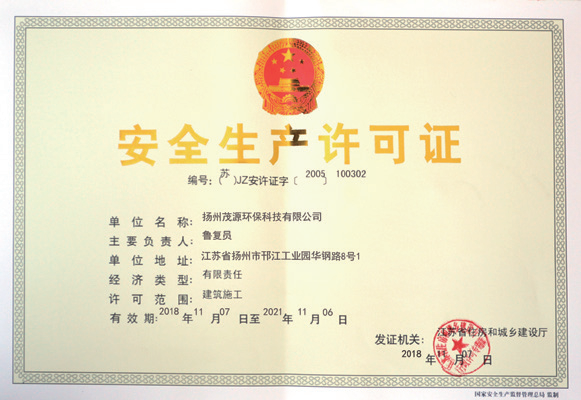 安全生产许可证
编号:(苏)JZ安许证字〔2005〕100302
单位名称:扬州茂源环保科技有限公司
主要负责人:鲁复员
单位地址:江苏省扬州市邗江工业园华钢路8号1
经济类型:有限责任
许可范围:建筑施工
有效期:2018年11月07日至2021年11月06日
发证机关:江苏省住房和城乡建设厅
2018年11月07日
国家安全生产监督管理总局 监制